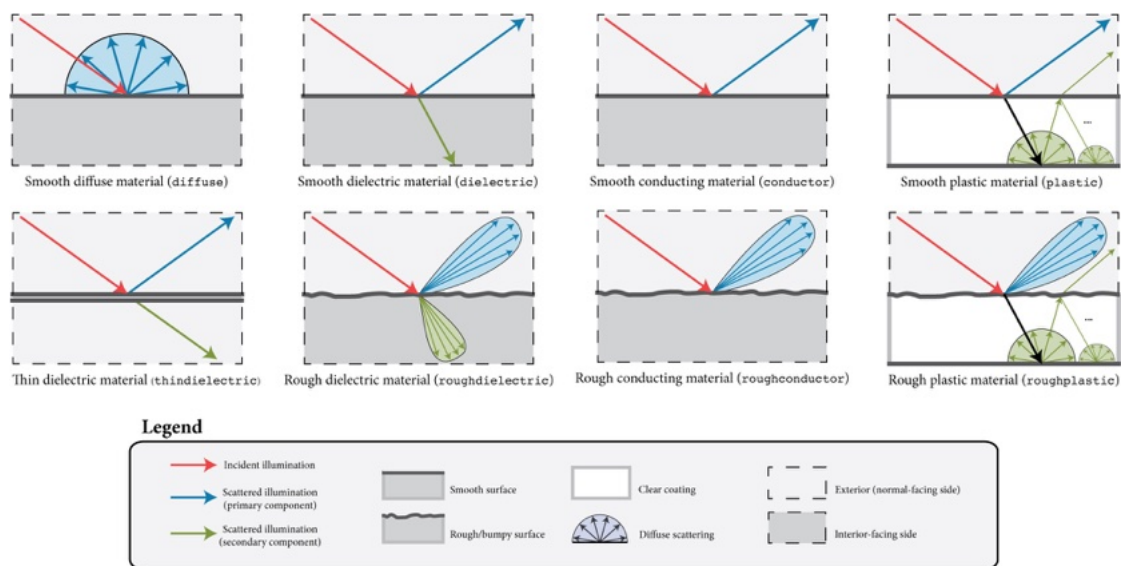 Smooth diffuse material (diffuse)
Smooth dielectric material (dielectric)
Smooth conducting material (conductor)
...
Smooth plastic material (plastic)
Thin dielectric material (thindielectric)
Rough dielectric material (roughdielectric)
Rough conducting material (roughconductor)
...
Rough plastic material (roughplastic)
Legend
Incident illumination
Scattered illumination
(primary component)
Scattered illumination
(secondary component)
Smooth surface
Rough/bumpy surface
Clear coating
Diffuse scattering
Exterior (normal-facing side)
Interior-facing side